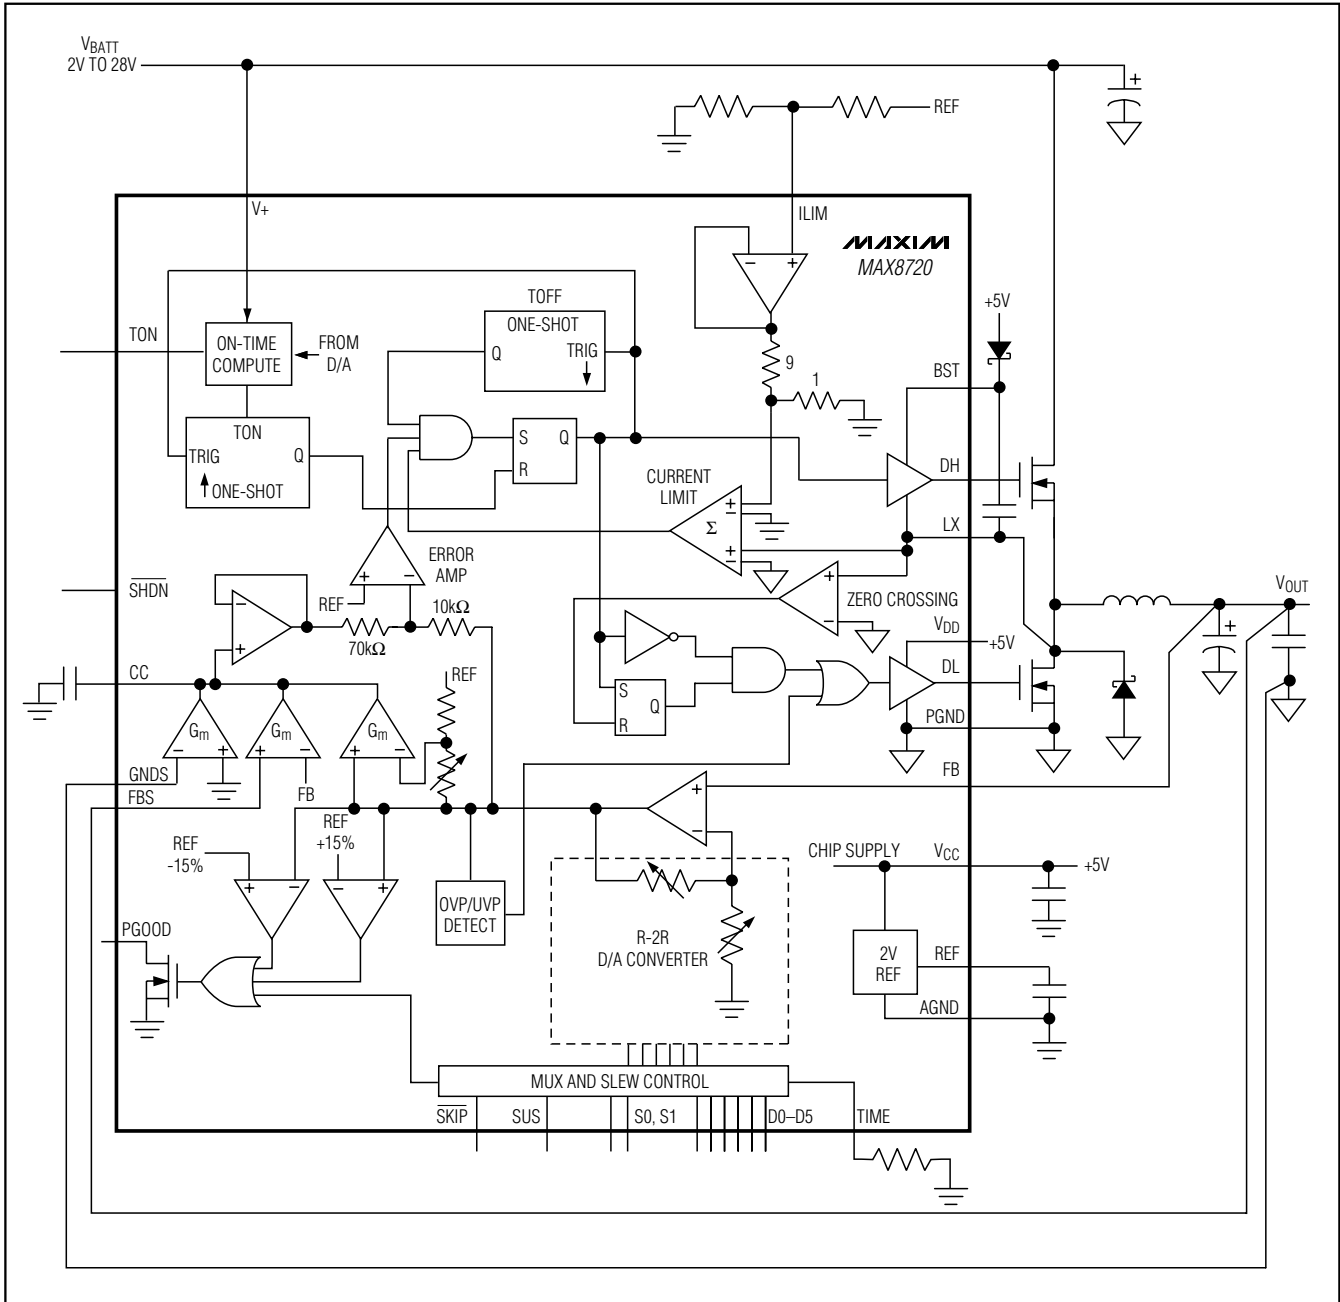 VBATT
2V TO 28V
REF
V+
ILIM
MAXIM
MAX8720
TOFF
ONE-SHOT
Q
TRIG
TON
ON-TIME
COMPUTE
FROM
D/A
+5V
9
1
BST
TON
TRIG
Q
ONE-SHOT
S
Q
R
CURRENT
LIMIT
Σ
+
−
+
−
DH
LX
ERROR
AMP
+
−
REF
10kΩ
70kΩ
SHDN
−
+
+
−
ZERO CROSSING
VDD
+5V
VOUT
+
CC
REF
S
Q
R
DL
PGND
Gm
−
+
Gm
+
−
Gm
+
−
GNDS
FBS
FB
FB
+
−
REF
-15%
REF
+15%
+
−
−
+
OVP/UVP
DETECT
R-2R
D/A CONVERTER
CHIP SUPPLY
VCC
+5V
2V
REF
REF
AGND
PGOOD
MUX AND SLEW CONTROL
SKIP
SUS
S0, S1
D0–D5
TIME